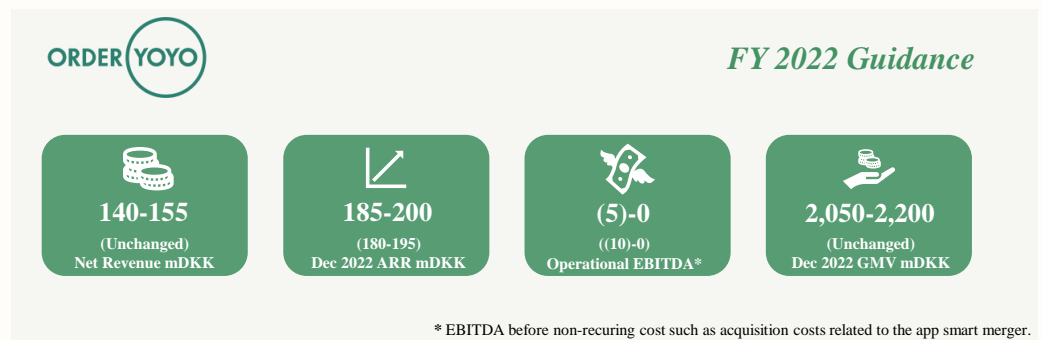 ORDER YOYO
FY 2022 Guidance
140-155
(Unchanged)
Net Revenue mDKK
185-200
(180-195)
Dec 2022 ARR mDKK
(5)-0
((10)-0)
Operational EBITDA*
2,050-2,200
(Unchanged)
Dec 2022 GMV mDKK
* EBITDA before non-recuring cost such as acquisition costs related to the app smart merger.